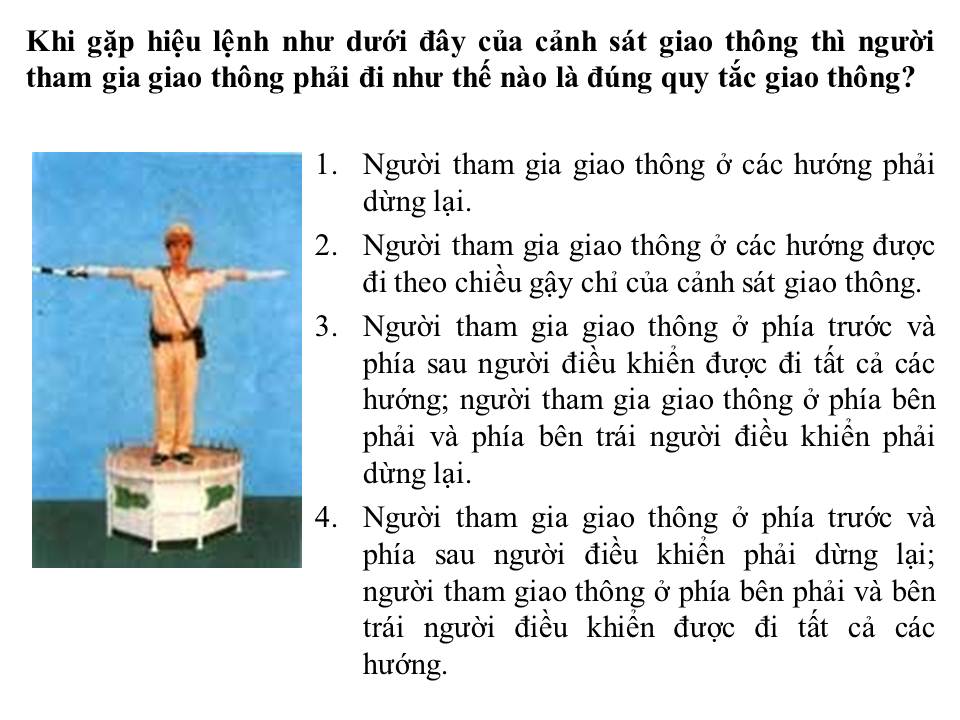 Khi gặp hiệu lệnh như dưới đây của cảnh sát giao thông thì người
tham gia giao thông phải đi như thế nào là đúng quy tắc giao thông?
1. Người tham gia giao thông ở các hướng phải
dừng lại.
2. Người tham gia giao thông ở các hướng được
đi theo chiều gậy chỉ của cảnh sát giao thông.
3. Người tham gia giao thông ở phía trước và
phía sau người điều khiển được đi tất cả các
hướng; người tham gia giao thông ở phía bên
phải và phía bên trái người điều khiển phải
dừng lại.
4. Người tham gia giao thông ở phía trước và
phía sau người điều khiển phải dừng lại;
người tham giao thông ở phía bên phải và bên
trái người điều khiển được đi tất cả các
hướng.